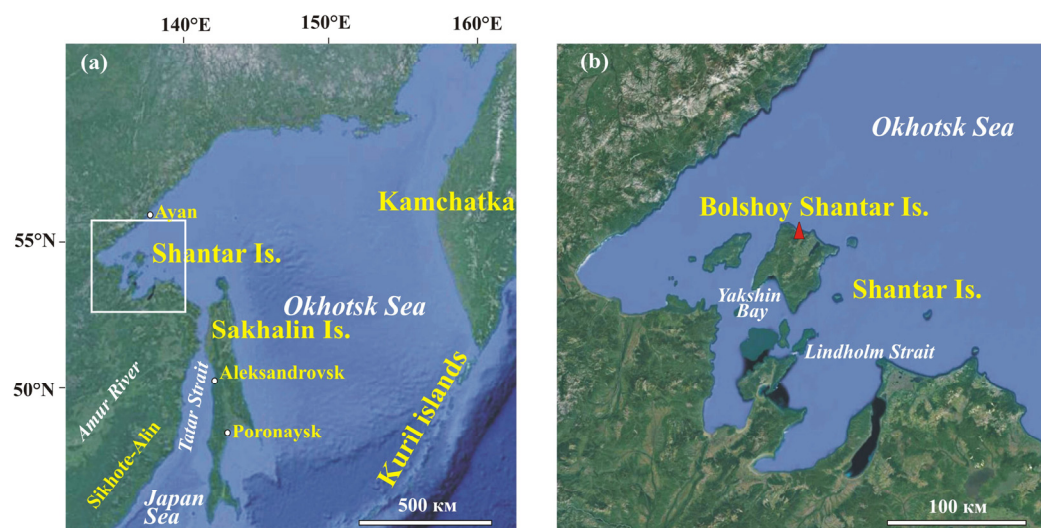 140°E
150°E
160°E
(a)
55°N
50°N
Ayan
Shantar Is.
Kamchatka
Okhotsk Sea
Sakhalin Is.
Aleksandrovsk
Poronaysk
Amur River
Tatar Strait
Sikhote-Alin
Japan
Sea
Kuril islands
500 км
(b)
Okhotsk Sea
Bolshoy Shantar Is.
Yakshin
Bay
Shantar Is.
Lindholm Strait
100 км